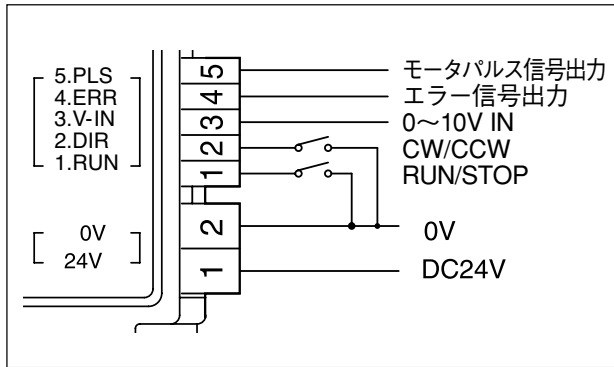 5.PLS
4.ERR
3.V-IN
2.DIR
1.RUN
0V
24V
5
4
3
2
1
2
1
モータパルス信号出力
エラー信号出力
0〜10V IN
CW/CCW
RUN/STOP
0V
DC24V